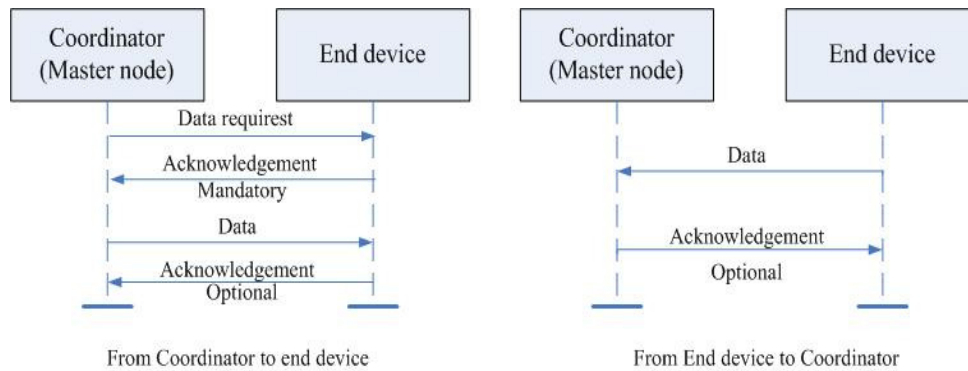 Coordinator
(Master node)
End device
Data requirest
Acknowledgement
Mandatory
Data
Acknowledgement
Optional
From Coordinator to end device
Coordinator
(Master node)
End device
Data
Acknowledgement
Optional
From End device to Coordinator